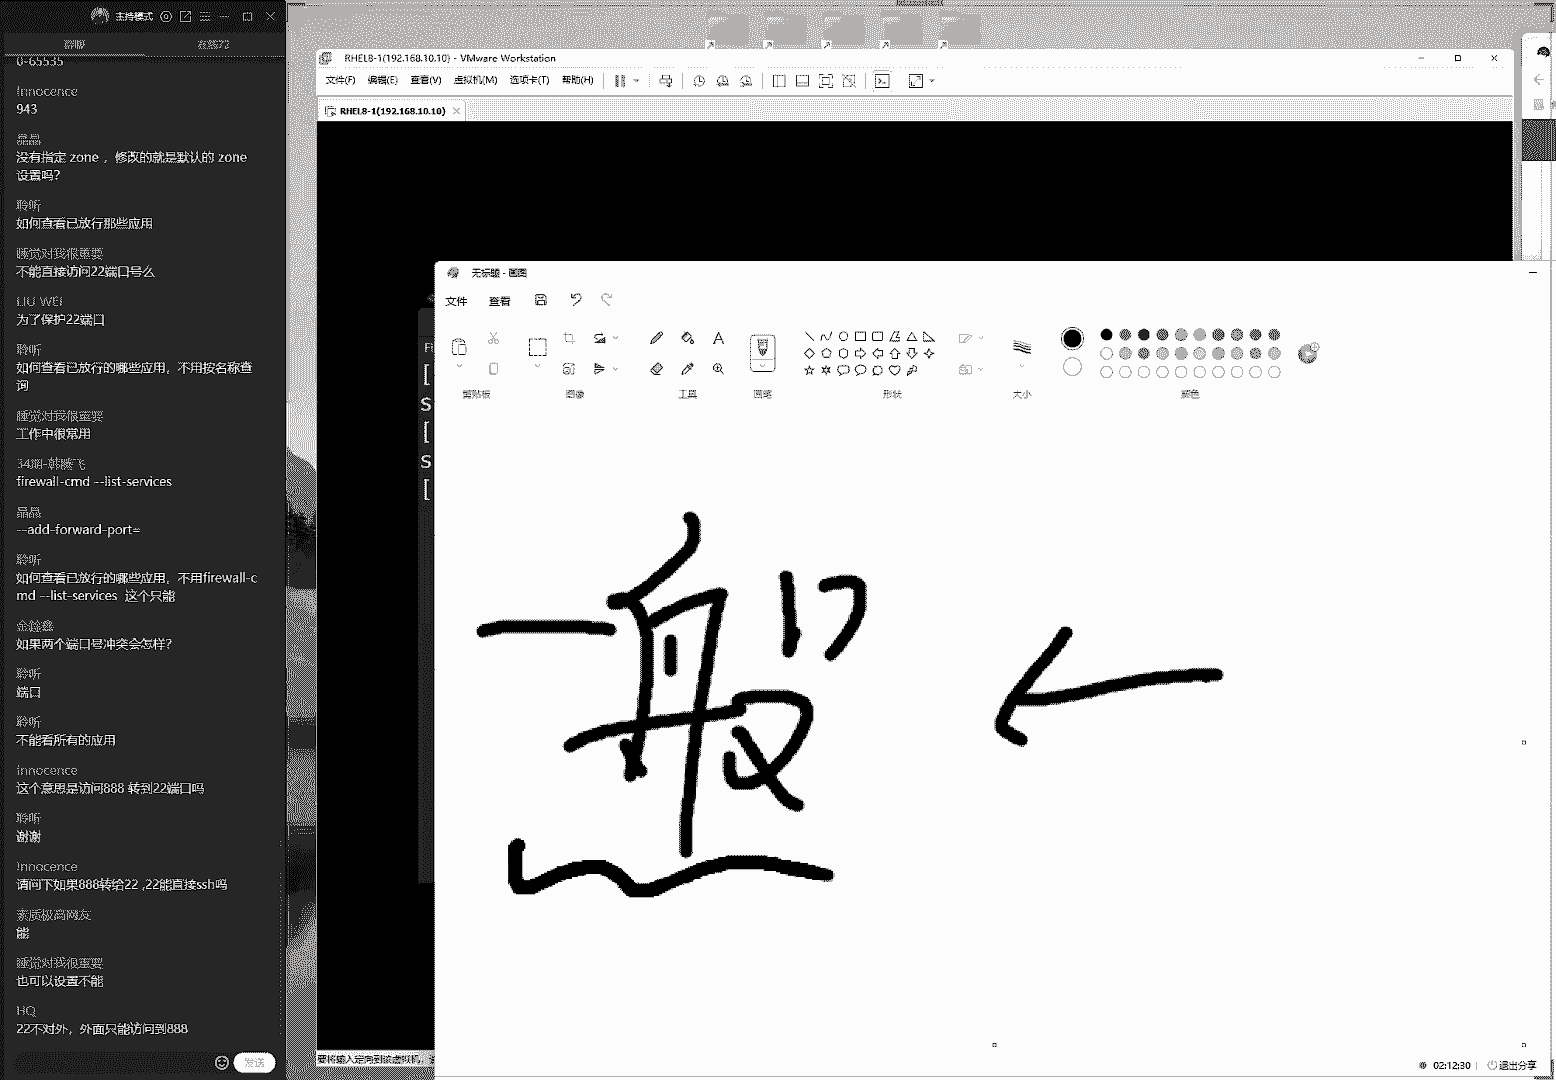 主持模式
聊聊
0-65535
Innocence
943
晶晶
没有指定 zone ，修改的就是默认的 zone
设置吗？
聆听
如何查看已放行那些应用
睡觉对我很重要
不能直接访问22端口号么
LIU WEI
为了保护22端口
聆听
如何查看已放行的哪些应用，不用按名称查
询
睡觉对我很重要
工作中很常用
34期-韩腾飞
firewall-cmd --list-services
晶晶
--add-forward-port=
聆听
如何查看已放行的哪些应用，不用firewall-c
md --list-services 这个只能
金鑫鑫
如果两个端口号冲突会怎样？
聆听
端口
聆听
不能看所有的应用
Innocence
这个意思是访问888 转到22端口吗
聆听
谢谢
Innocence
请问下如果888转给22 ,22能直接ssh吗
素质极高网友
能
睡觉对我很重要
也可以设置不能
HQ
22不对外，外面只能访问到888
发送
RHEL8-1(192.168.10.10) - VMware Workstation
文件(F) 编辑(E) 查看(V) 虚拟机(M) 选项卡(T) 帮助(H)
RHEL8-1(192.168.10.10)
无标题 - 画图
文件 查看
剪贴板 图像 工具 画笔 形状 大小 颜色
Fi
[
S
[
S
[
一般
要将输入定向到该虚拟机，请
02:12:30 退出分享